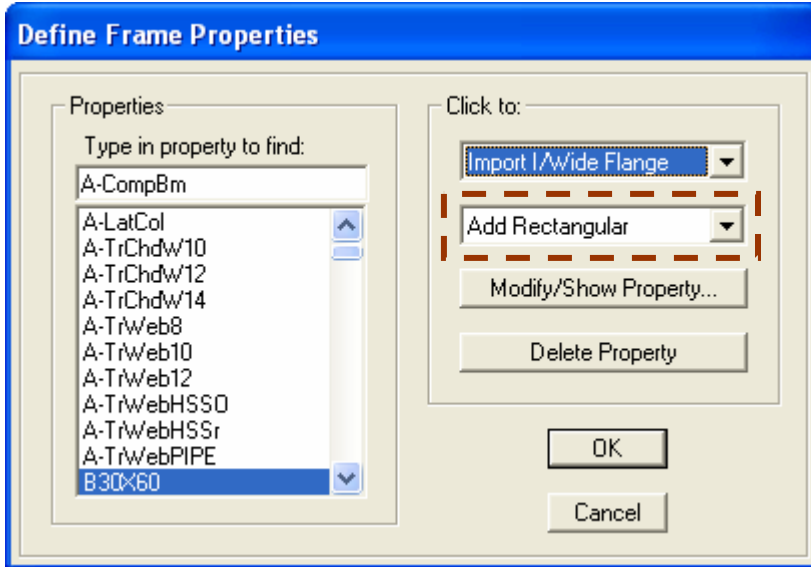 Define Frame Properties
Properties
Type in property to find:
A-CompBm
A-LatCol
A-TrChdW10
A-TrChdW12
A-TrChdW14
A-TrWeb8
A-TrWeb10
A-TrWeb12
A-TrWebHSSO
A-TrWebHSSr
A-TrWebPIPE
B30X60
Click to:
Import I/Wide Flange
Add Rectangular
Modify/Show Property...
Delete Property
OK
Cancel